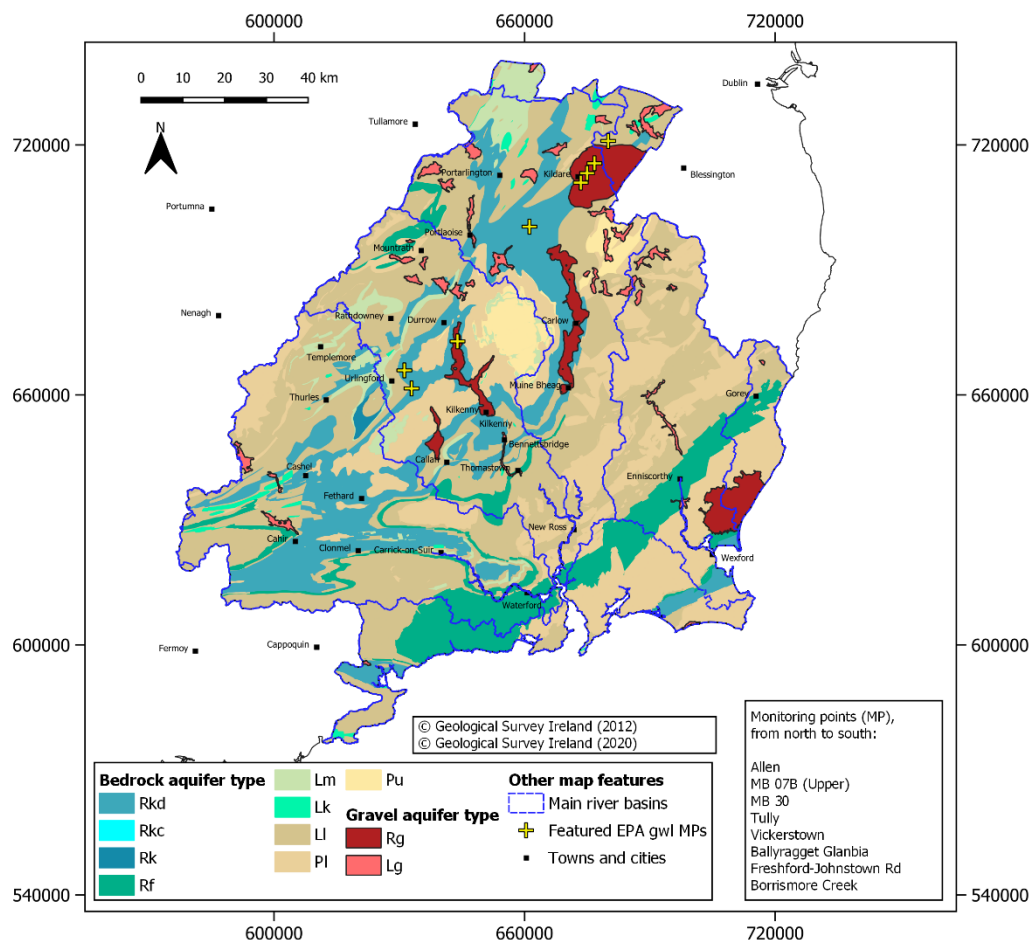 600000
660000
720000
0
10
20
30
40 km
N
Dublin
Tullamore
720000
720000
Portarlington
Kildare
Blessington
Portumna
Portlaoise
Mountrath
Nenagh
Rathdowney
Durrow
Carlow
Templemore
Urlingford
Muine Bheag
660000
660000
Thurles
Gorey
Kilkenny
Kilkenny
Bennettsbridge
Callan
Thomastown
Cashel
Enniscorthy
Fethard
New Ross
Cahir
Clonmel
Carrick-on-Suir
Wexford
Waterford
600000
600000
Fermoy
Cappoquin
© Geological Survey Ireland (2012)
© Geological Survey Ireland (2020)
Monitoring points (MP),
from north to south:
Allen
MB 07B (Upper)
MB 30
Tully
Vickerstown
Ballyragget Glanbia
Freshford-Johnstown Rd
Borrismore Creek
Bedrock aquifer type
Rkd
Rkc
Rk
Rf
Lm
Lk
Ll
Pl
Pu
Gravel aquifer type
Rg
Lg
Other map features
Main river basins
Featured EPA gwl MPs
Towns and cities
540000
540000
600000
660000
720000